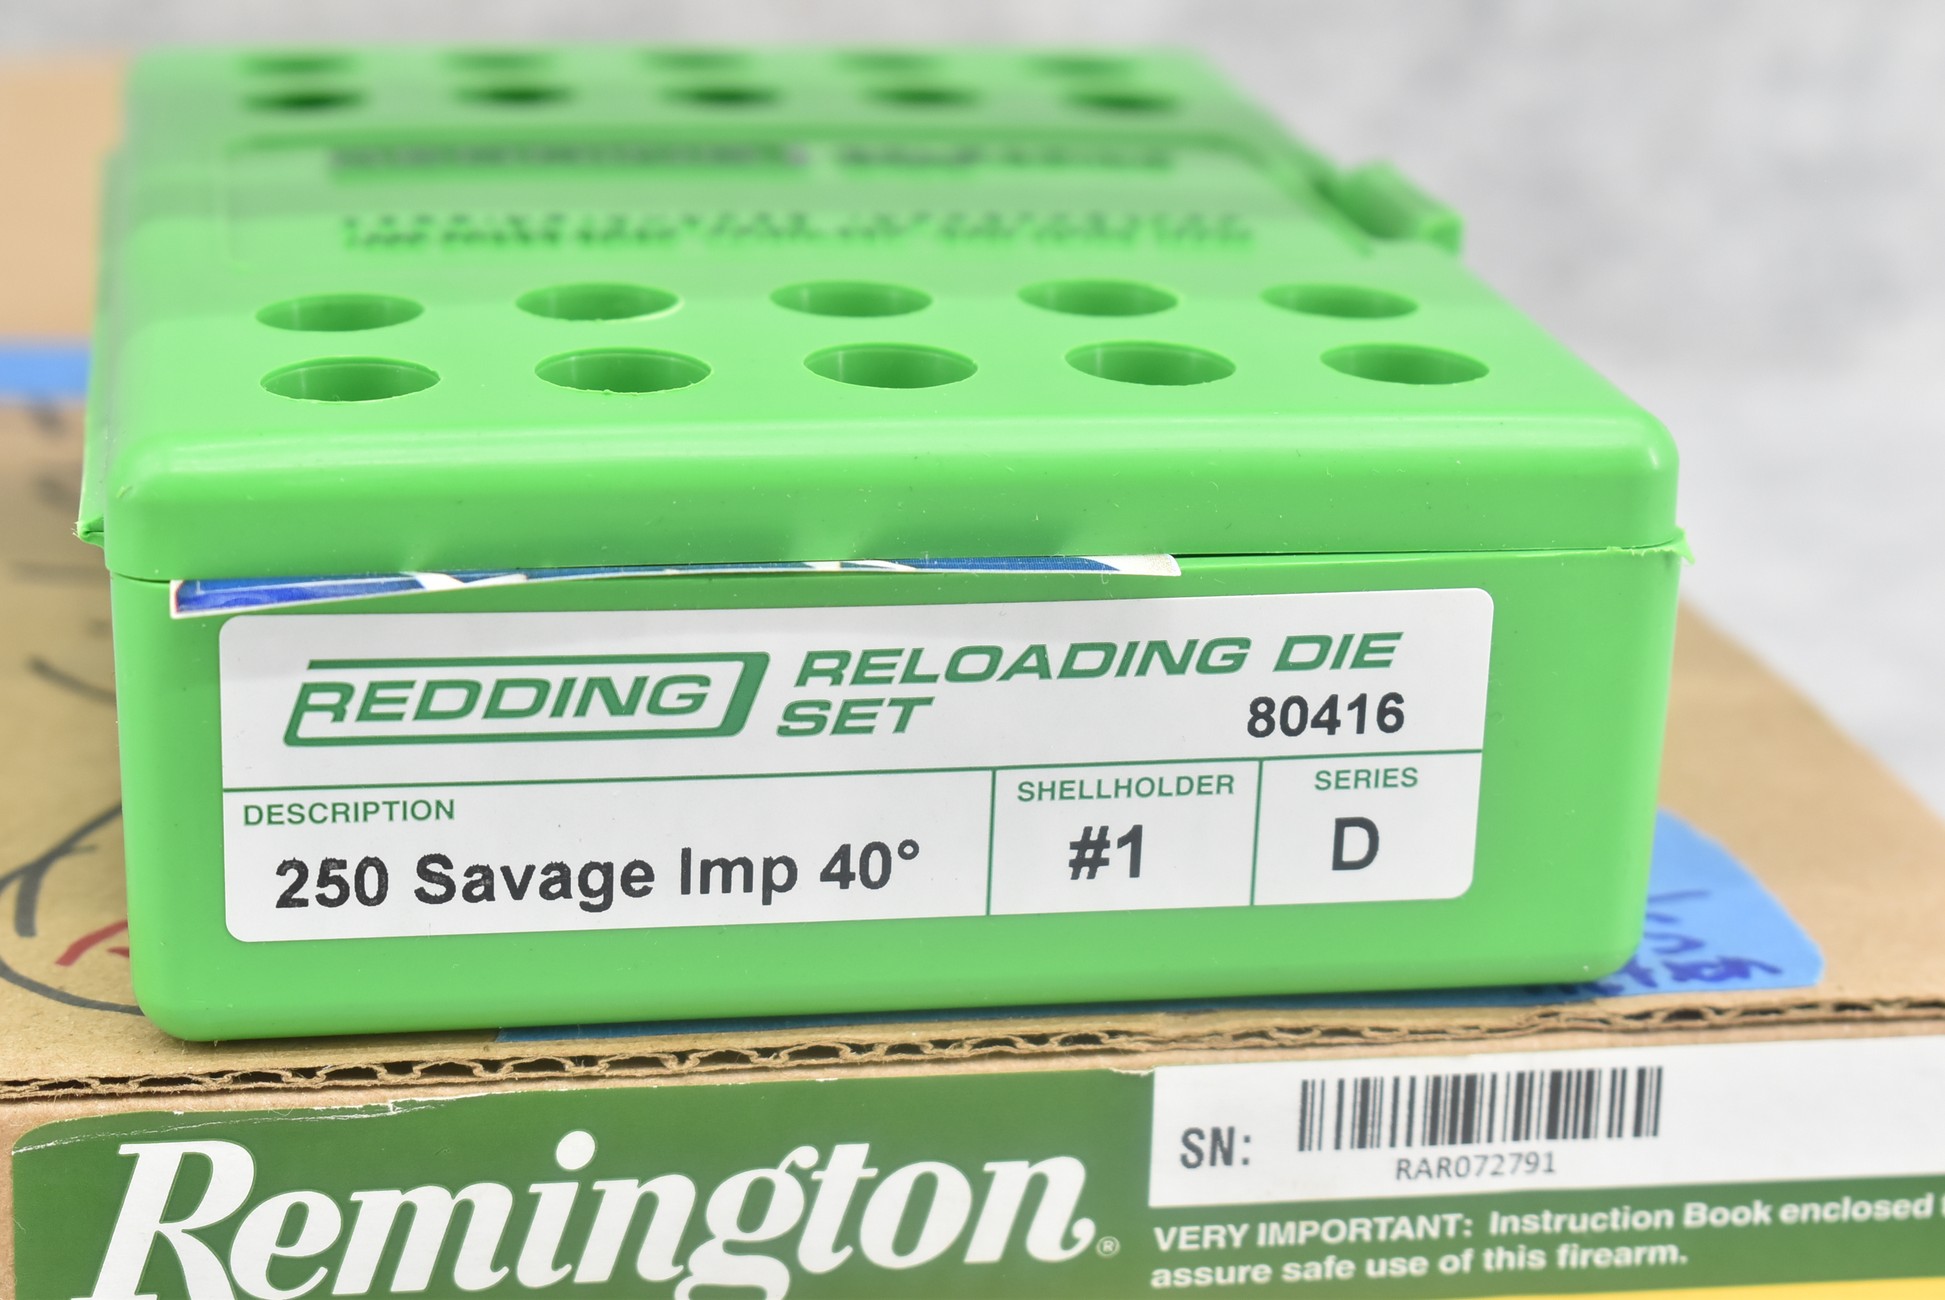 REDDING
RELOADING DIE
SET
80416
DESCRIPTION
250 Savage Imp 40°
SHELLHOLDER
#1
SERIES
D
Remington®
SN:
RAR072791
VERY IMPORTANT: Instruction Book enclosed
assure safe use of this firearm.